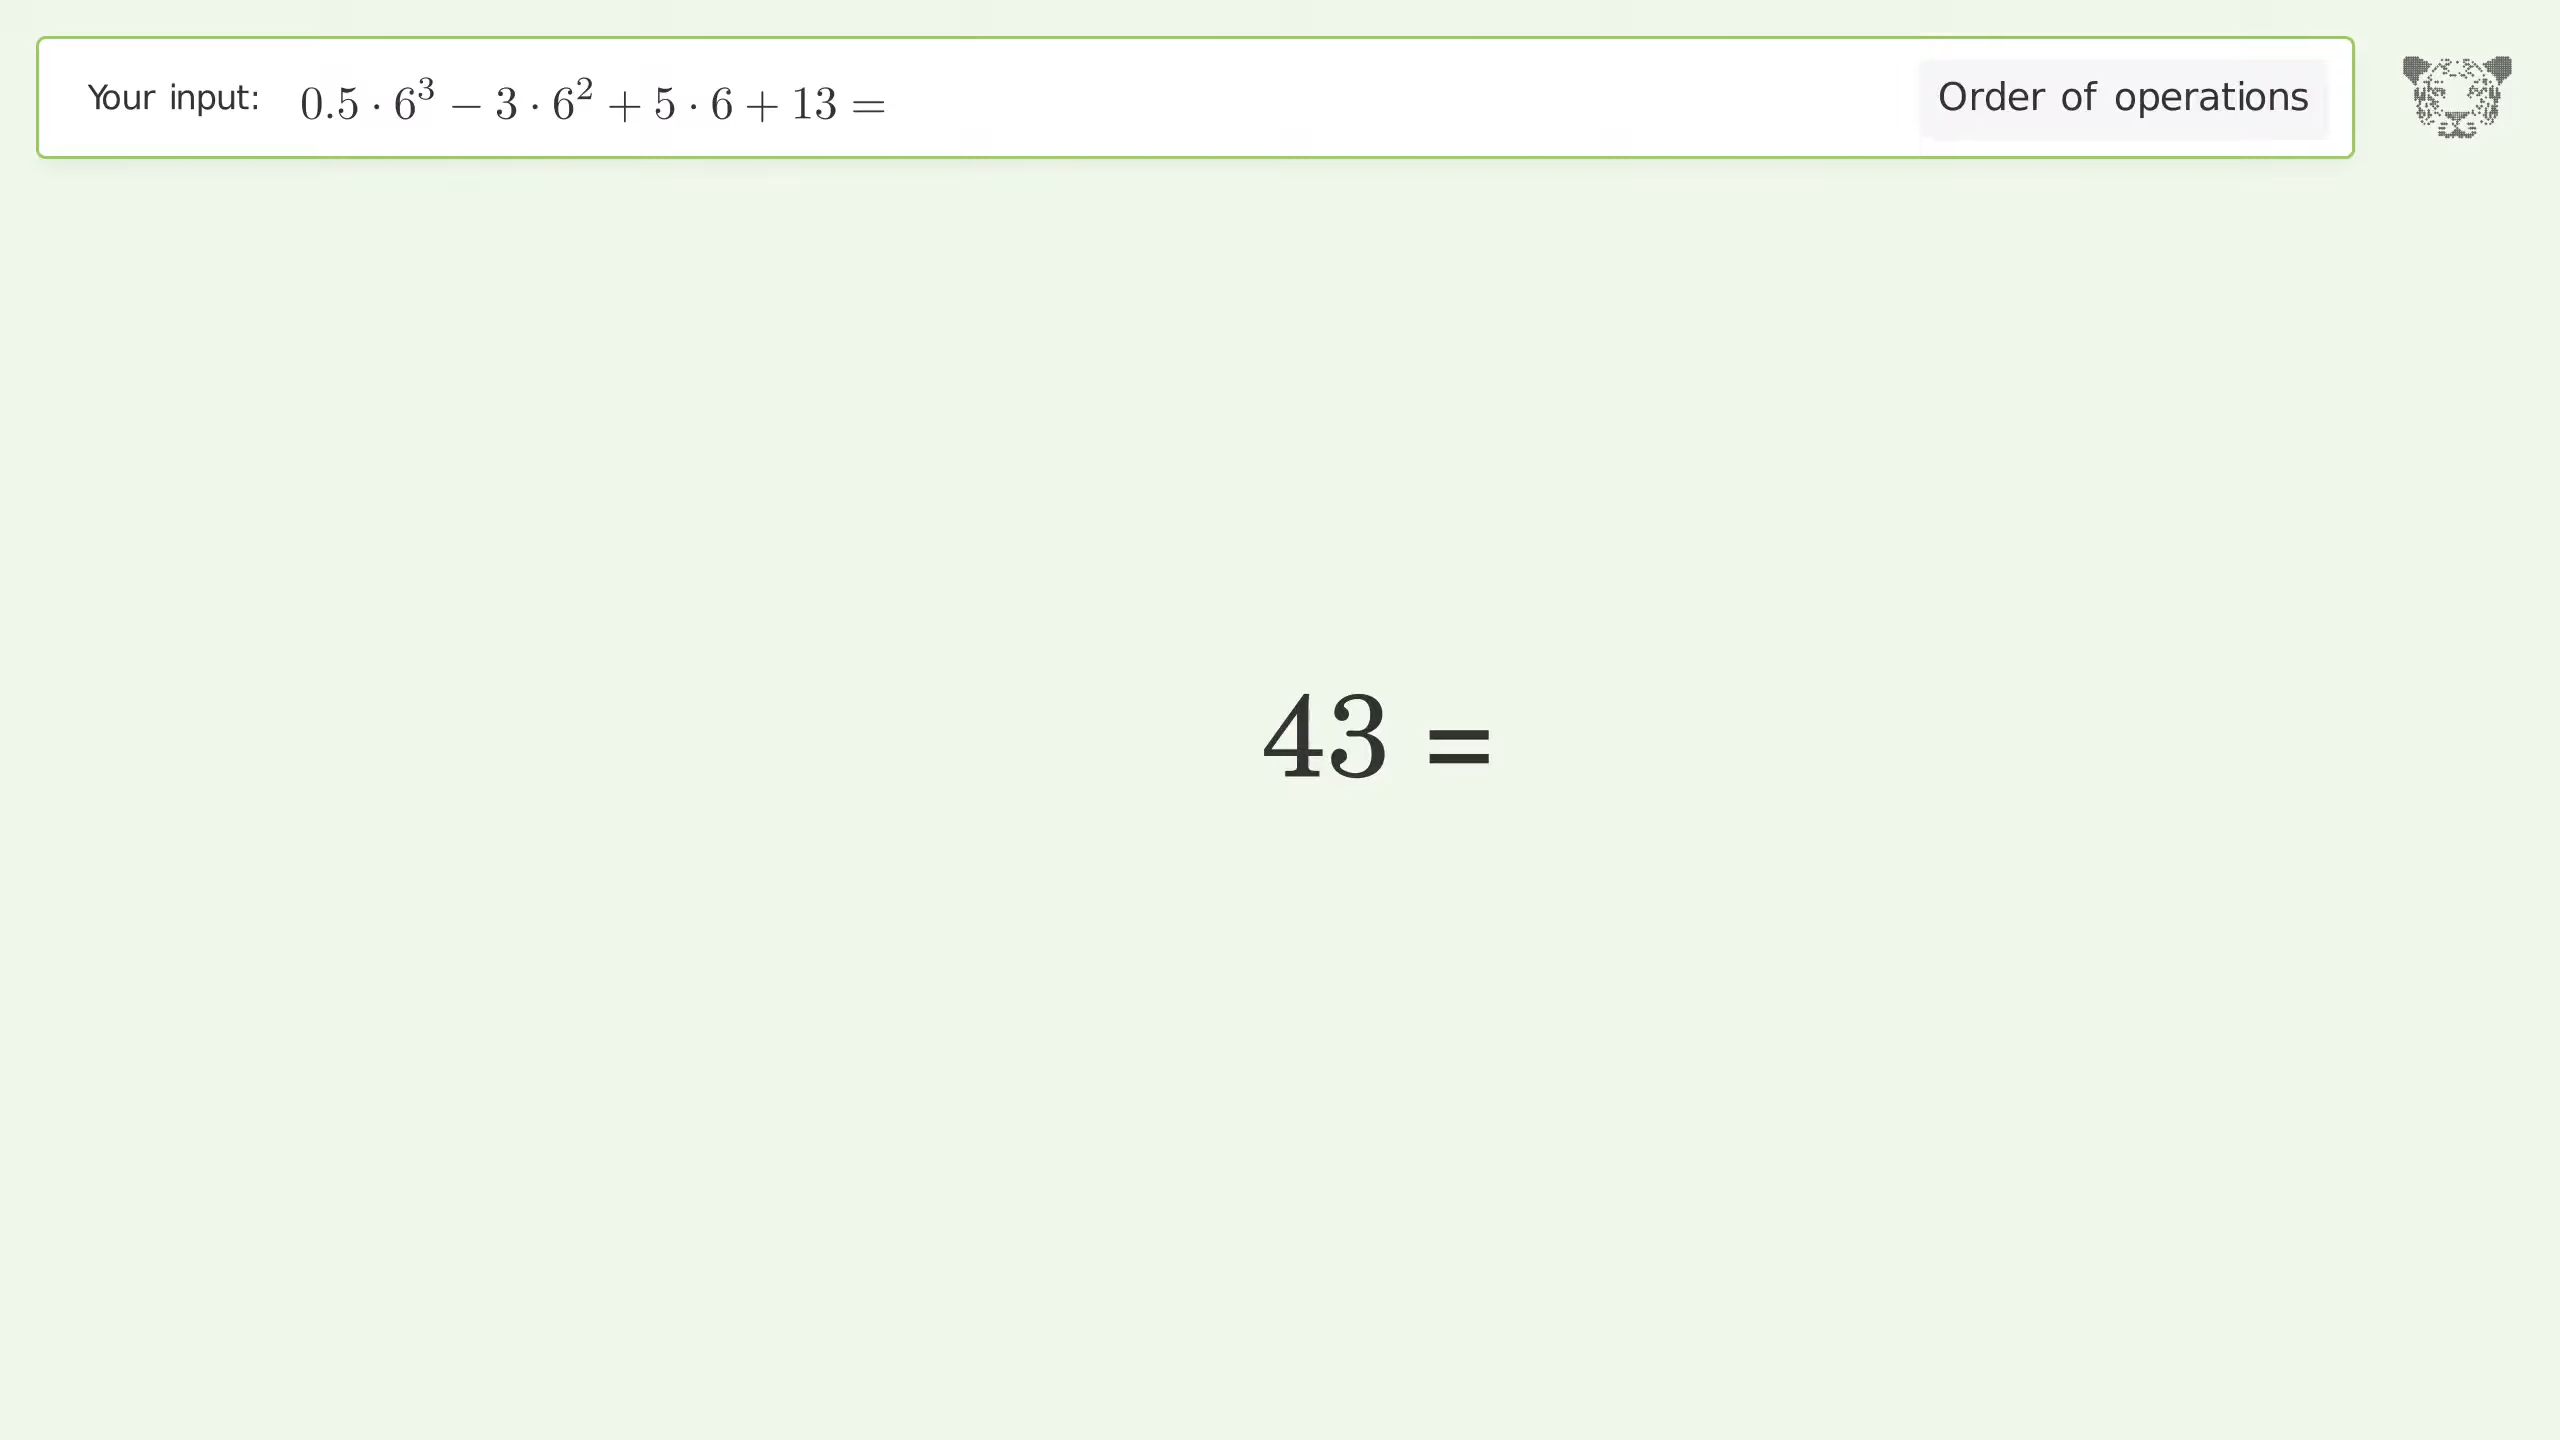 Your input: 0.5 · 6³ − 3 · 6² + 5 · 6 + 13 = Order of operations
43 =